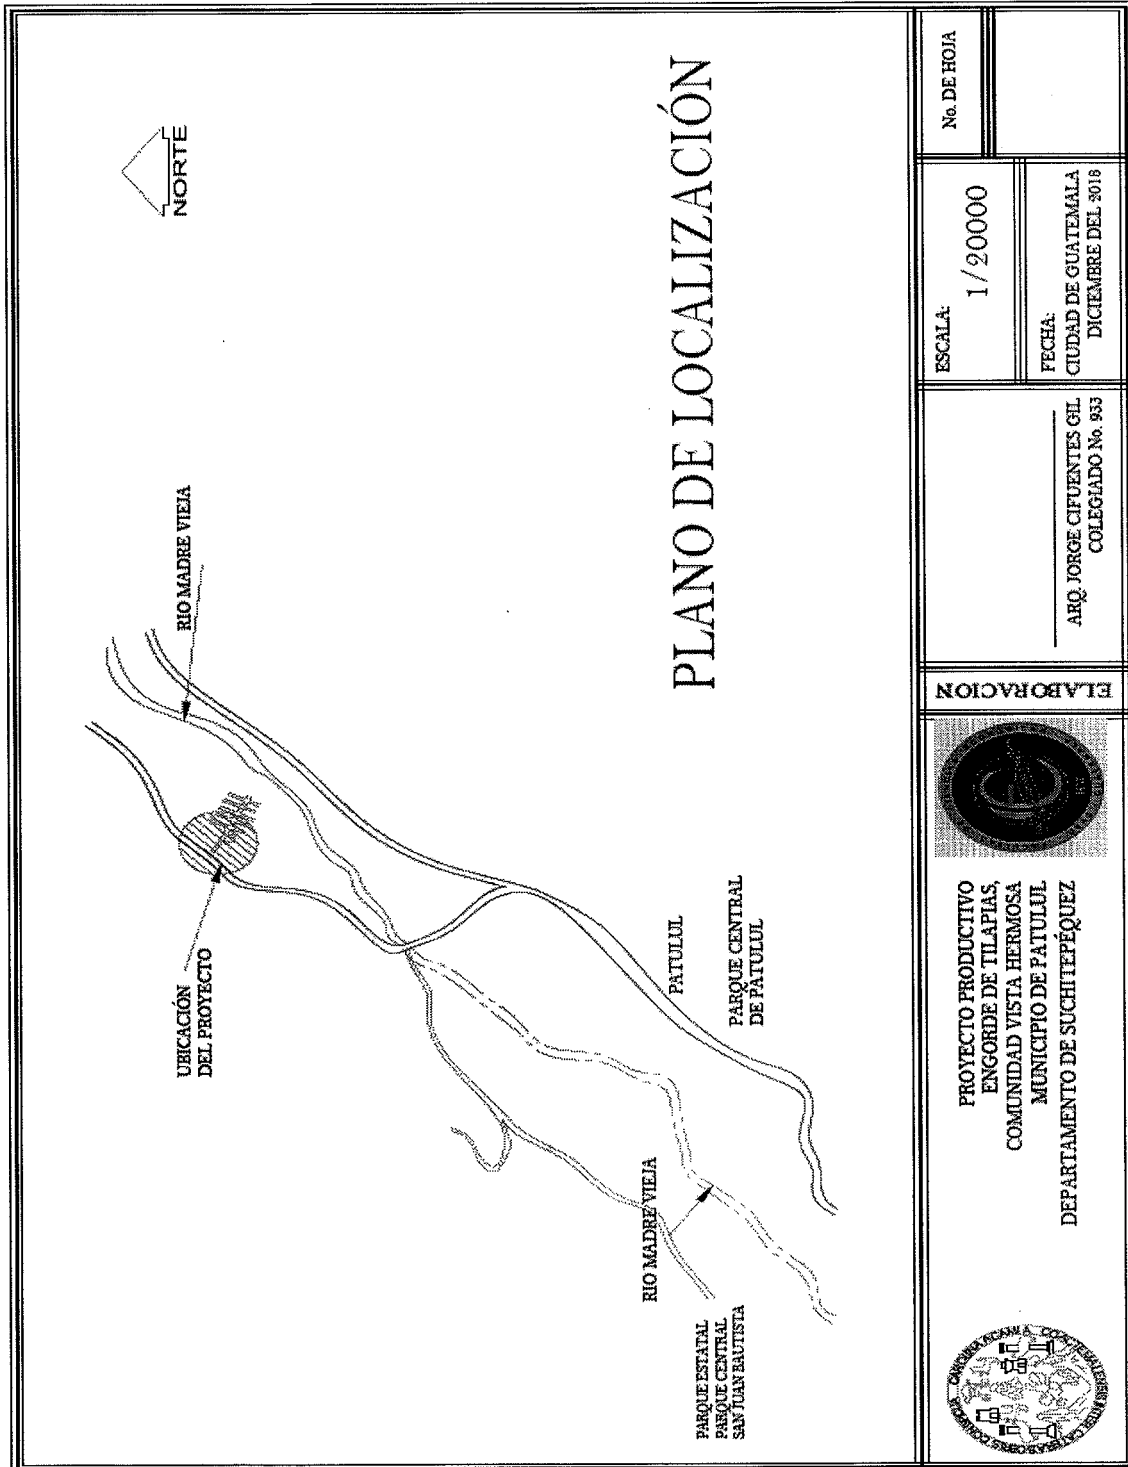 NORTE
RIO MADRE VIEJA
UBICACIÓN
DEL PROYECTO
PATULUL
PARQUE CENTRAL
DE PATULUL
RIO MADRE VIEJA
PARQUE ESTATAL
PARQUE CENTRAL
SAN JUAN BAUTISTA
PLANO DE LOCALIZACIÓN
PROYECTO PRODUCTIVO
ENGORDE DE TILAPIAS,
COMUNIDAD VISTA HERMOSA
MUNICIPIO DE PATULUL
DEPARTAMENTO DE SUCHITEPÉQUEZ
ELABORACION
ARQ. JORGE CIFUENTES GIL
COLEGIADO No. 933
ESCALA:
1/20000
FECHA:
CIUDAD DE GUATEMALA
DICIEMBRE DEL 2018
No. DE HOJA